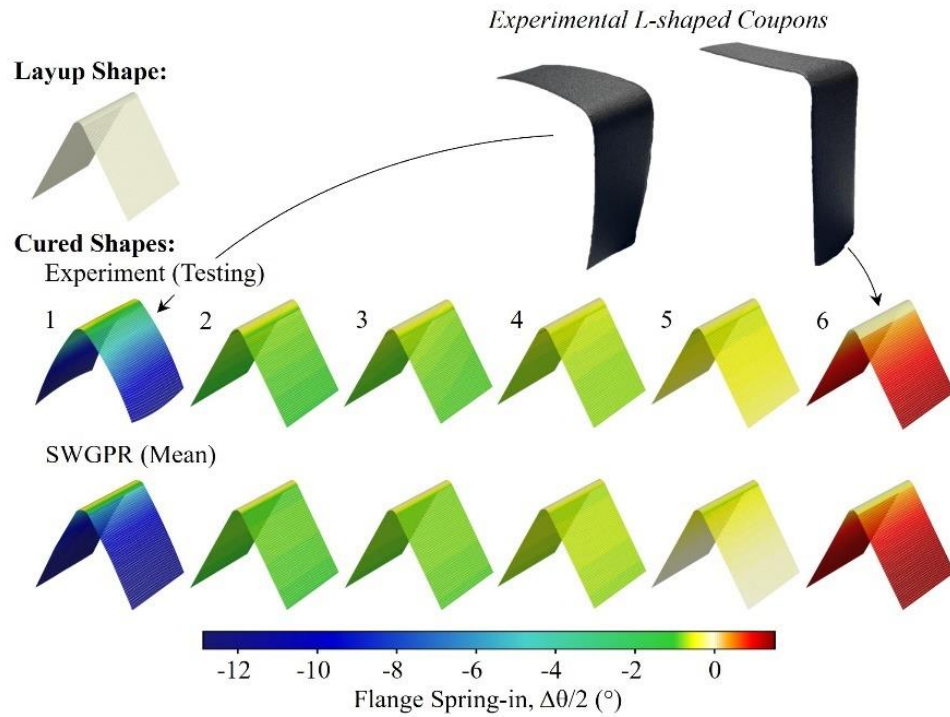 Experimental L-shaped Coupons
Layup Shape:
Cured Shapes:
Experiment (Testing)
1 2 3 4 5 6
SWGPR (Mean)
-12 -10 -8 -6 -4 -2 0
Flange Spring-in, Δθ/2 (°)